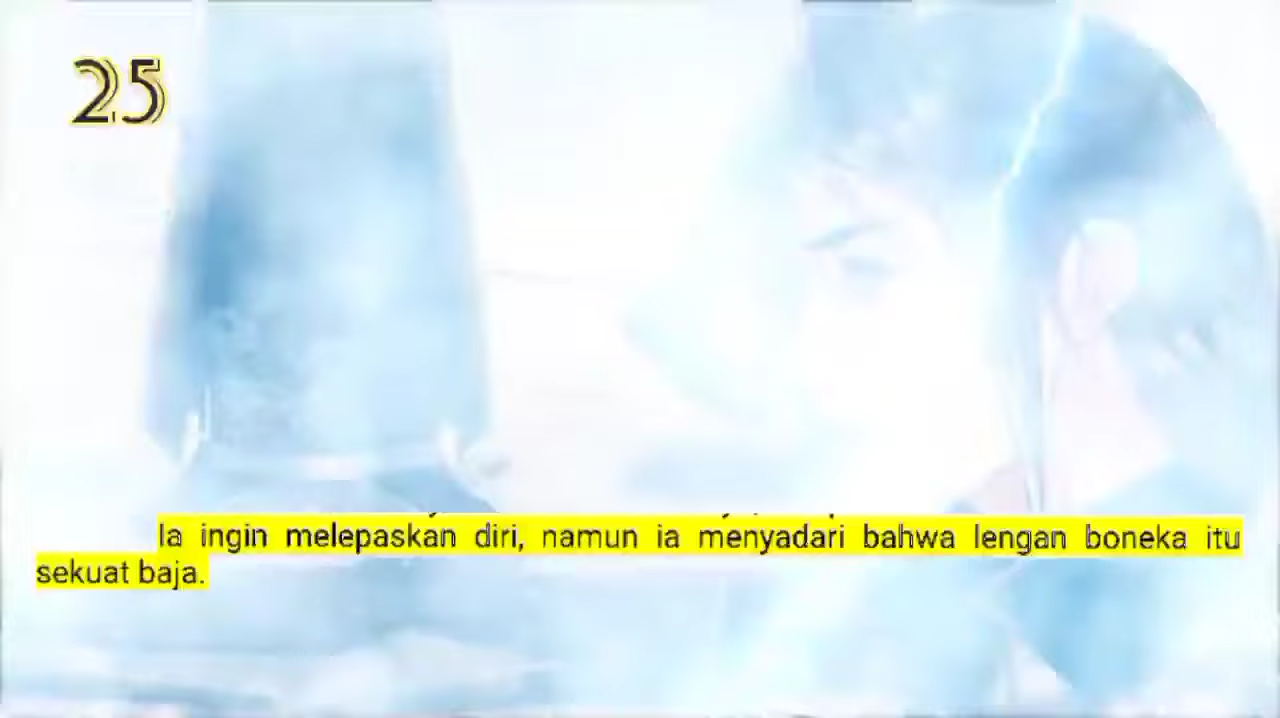 25
Ia ingin melepaskan diri, namun ia menyadari bahwa lengan boneka itu
sekuat baja.